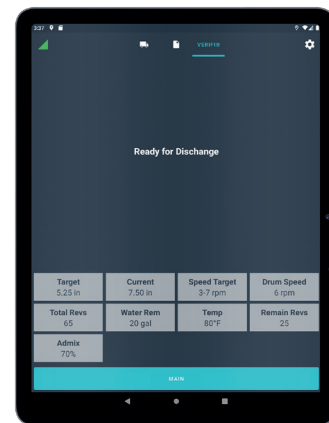 3:37
VERIFIR
Ready for Discharge
Target
5.25 in
Current
7.50 in
Speed Target
3-7 rpm
Drum Speed
6 rpm
Total Revs
65
Water Rem
20 gal
Temp
80°F
Remain Revs
25
Admix
70%
MAIN